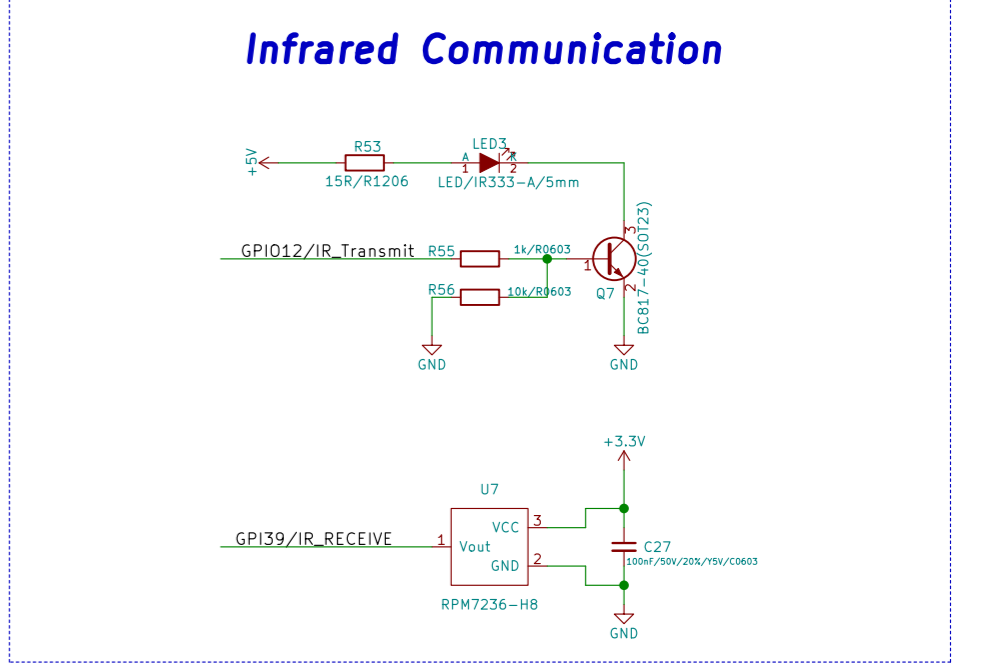 Infrared Communication
+5V
R53
15R/R1206
LED3
A
1
K
2
LED/IR333-A/5mm
GPIO12/IR_Transmit
R55
1k/R0603
R56
10k/R0603
1
3
2
Q7
BC817-40(SOT23)
GND
GND
+3.3V
U7
GPI39/IR_RECEIVE
1
Vout
VCC
3
GND
2
RPM7236-H8
C27
100nF/50V/20%/Y5V/C0603
GND